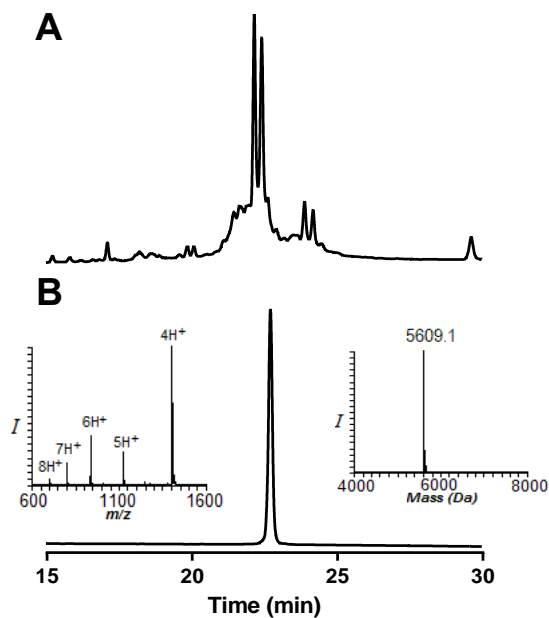 A
B
4H+
5609.1
I
6H+
7H+
5H+
8H+
I
600 1100 1600
m/z
4000 6000 8000
Mass (Da)
15 20 25 30
Time (min)